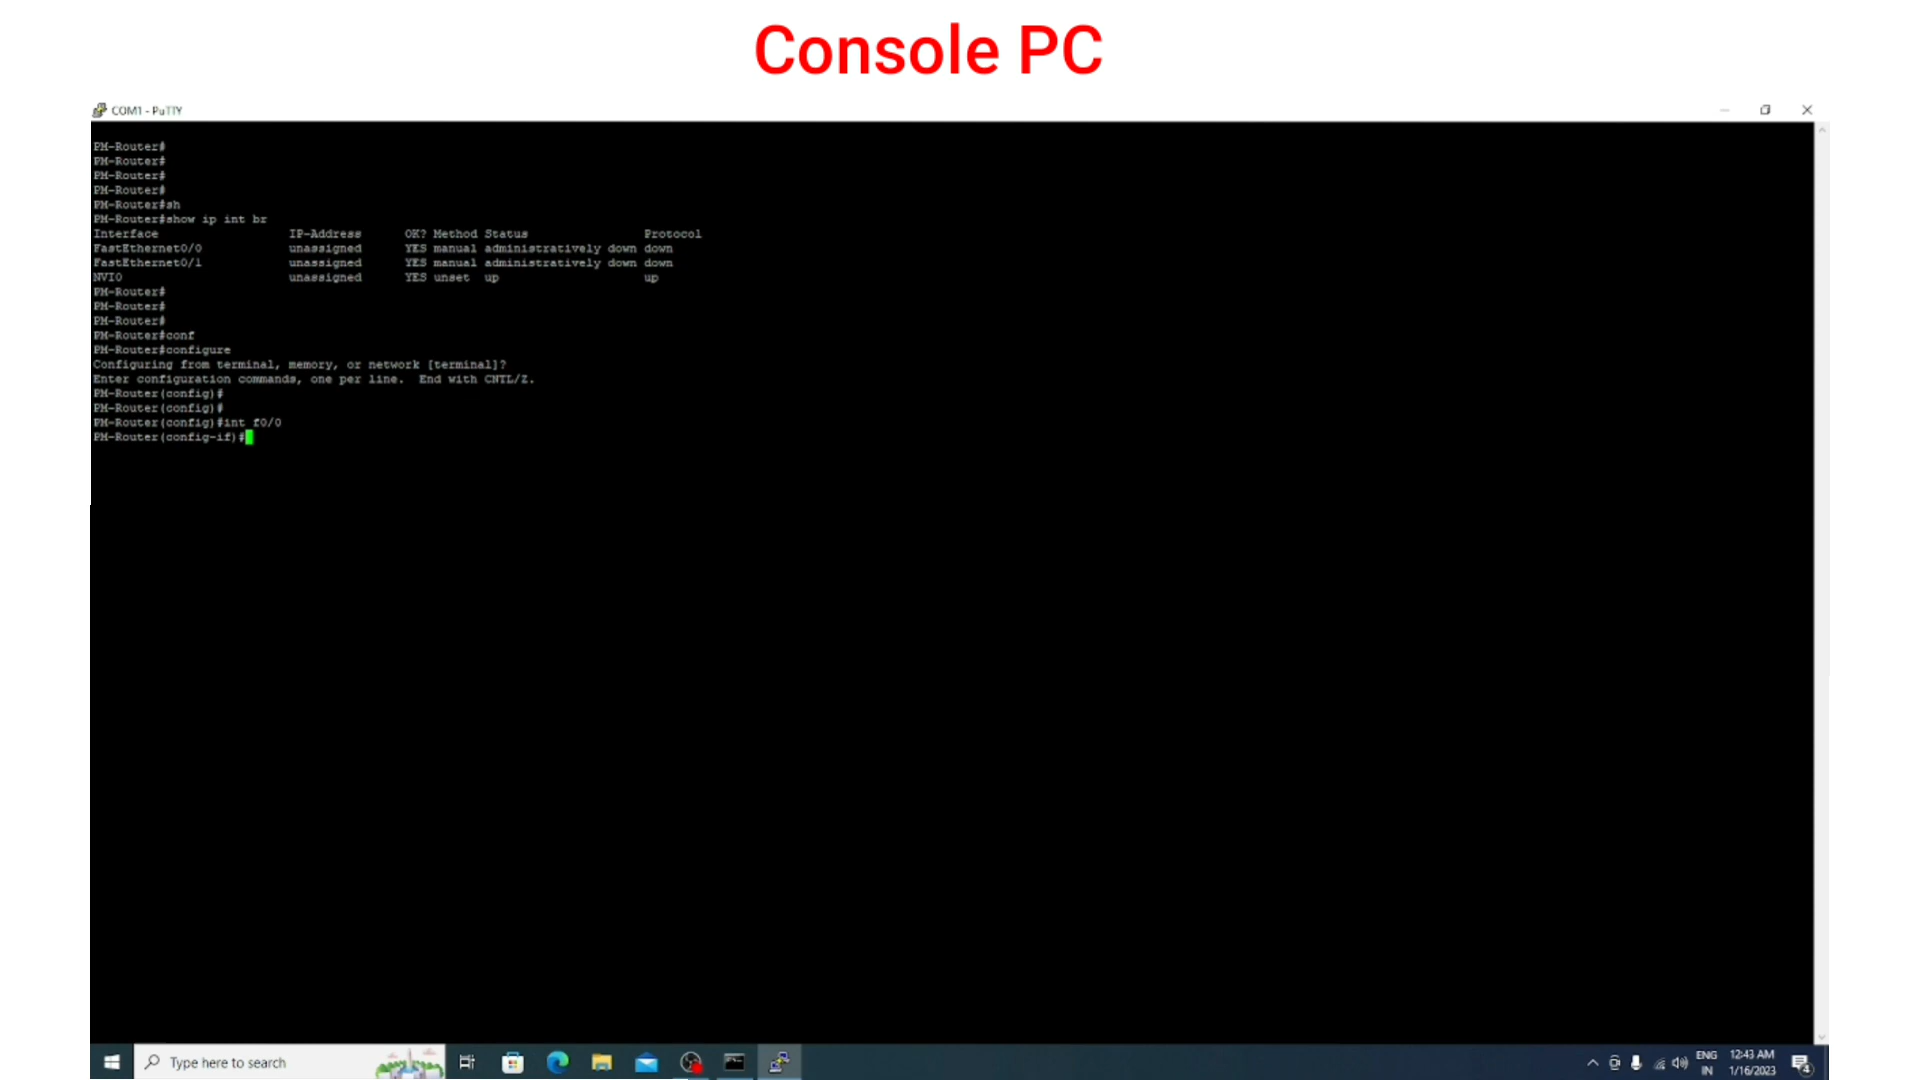 Console PC
COM1 - PuTTY
PM-Router#
PM-Router#
PM-Router#
PM-Router#
PM-Router#sh
PM-Router#show ip int br
Interface IP-Address OK? Method Status Protocol
FastEthernet0/0 unassigned YES manual administratively down down
FastEthernet0/1 unassigned YES manual administratively down down
NVI0 unassigned YES unset up up
PM-Router#
PM-Router#
PM-Router#
PM-Router#conf
PM-Router#configure
Configuring from terminal, memory, or network [terminal]?
Enter configuration commands, one per line. End with CNTL/Z.
PM-Router(config)#
PM-Router(config)#
PM-Router(config)#int f0/0
PM-Router(config-if)#
Type here to search
ENG
IN
12:43 AM
1/16/2023
4